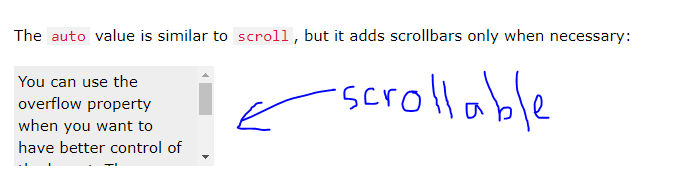 The auto value is similar to scroll, but it adds scrollbars only when necessary:
You can use the
overflow property
when you want to
have better control of
scrollable